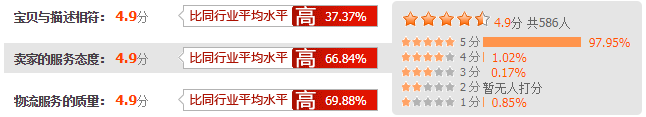 宝贝与描述相符： 4.9分 比同行业平均水平 高 37.37%
卖家的服务态度： 4.9分 比同行业平均水平 高 66.84%
物流服务的质量： 4.9分 比同行业平均水平 高 69.88%
4.9分 共586人
5分 97.95%
4分 1.02%
3分 0.17%
2分 暂无人打分
1分 0.85%